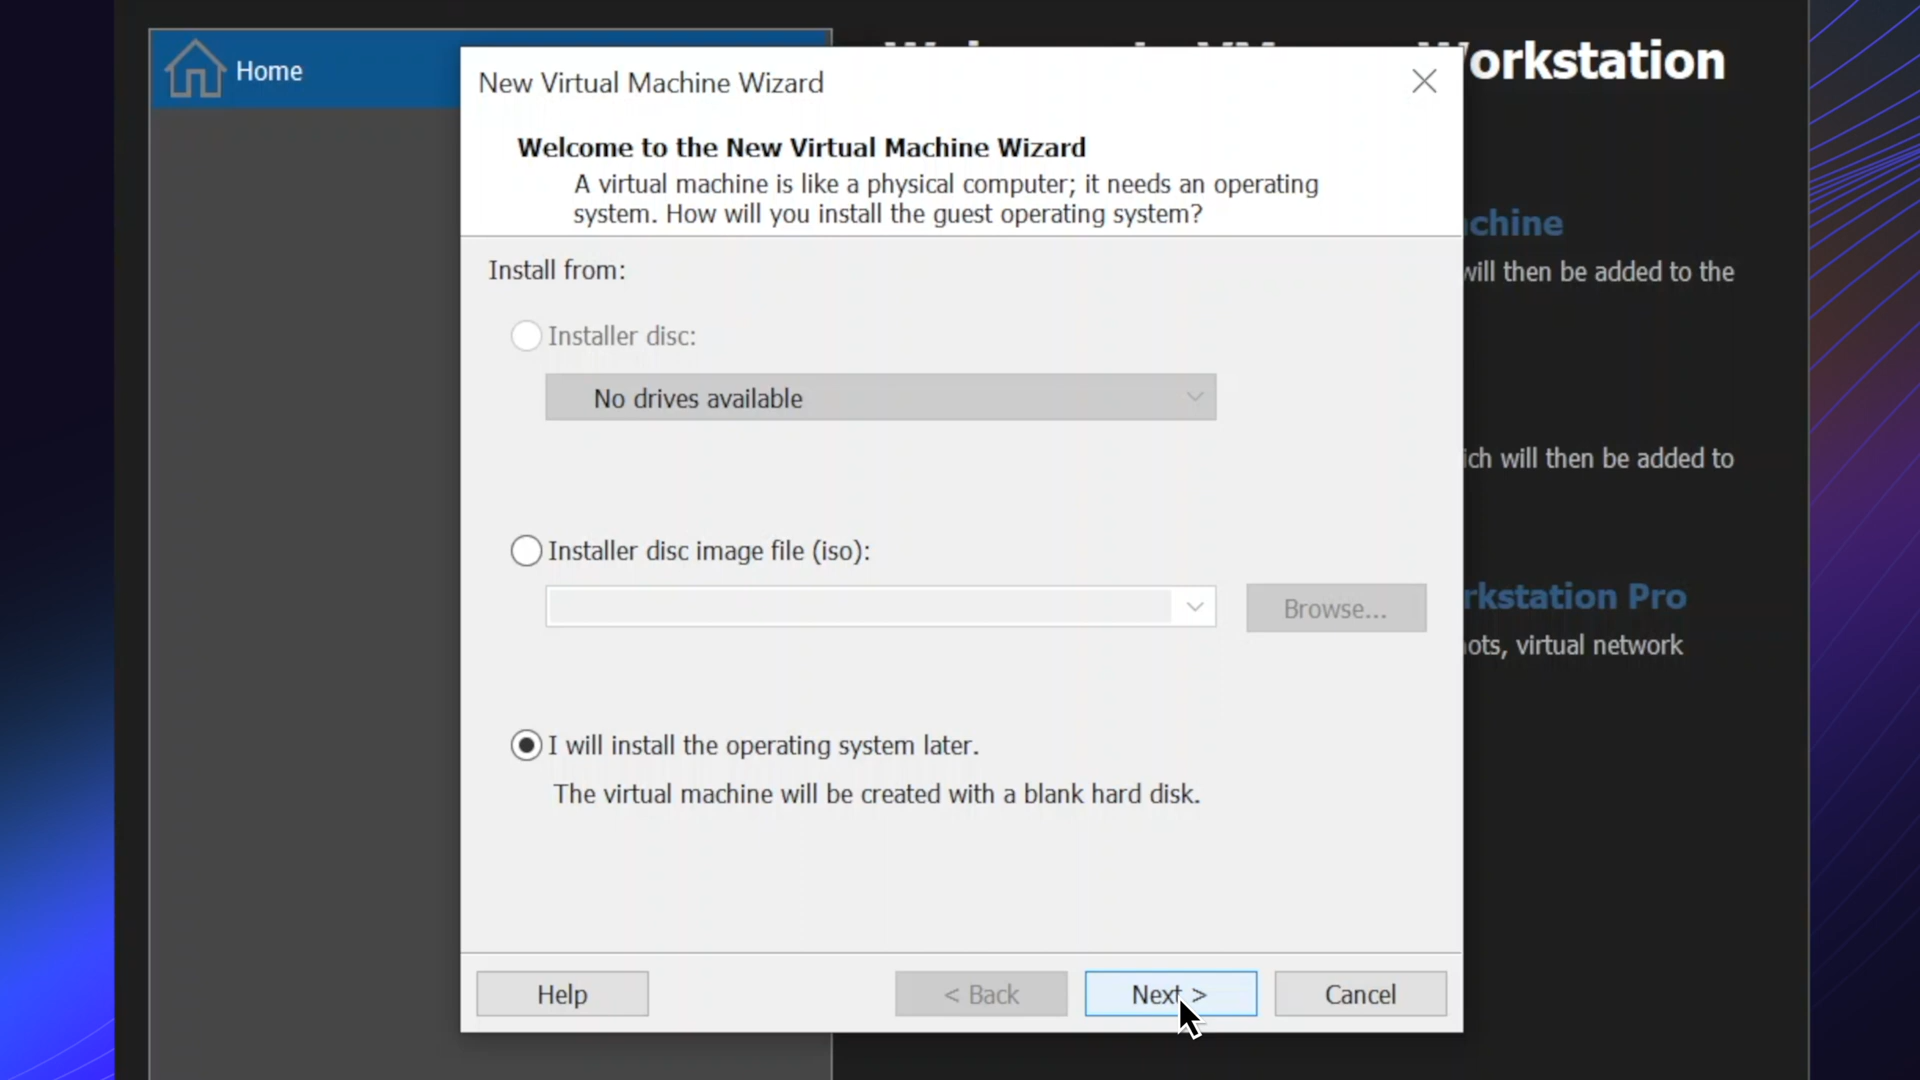 Home
orkstation
New Virtual Machine Wizard
Welcome to the New Virtual Machine Wizard
A virtual machine is like a physical computer; it needs an operating
system. How will you install the guest operating system?
Install from:
Installer disc:
No drives available
Installer disc image file (iso):
Browse...
I will install the operating system later.
The virtual machine will be created with a blank hard disk.
Help
< Back
Next >
Cancel
chine
will then be added to the
ich will then be added to
rkstation Pro
ots, virtual network